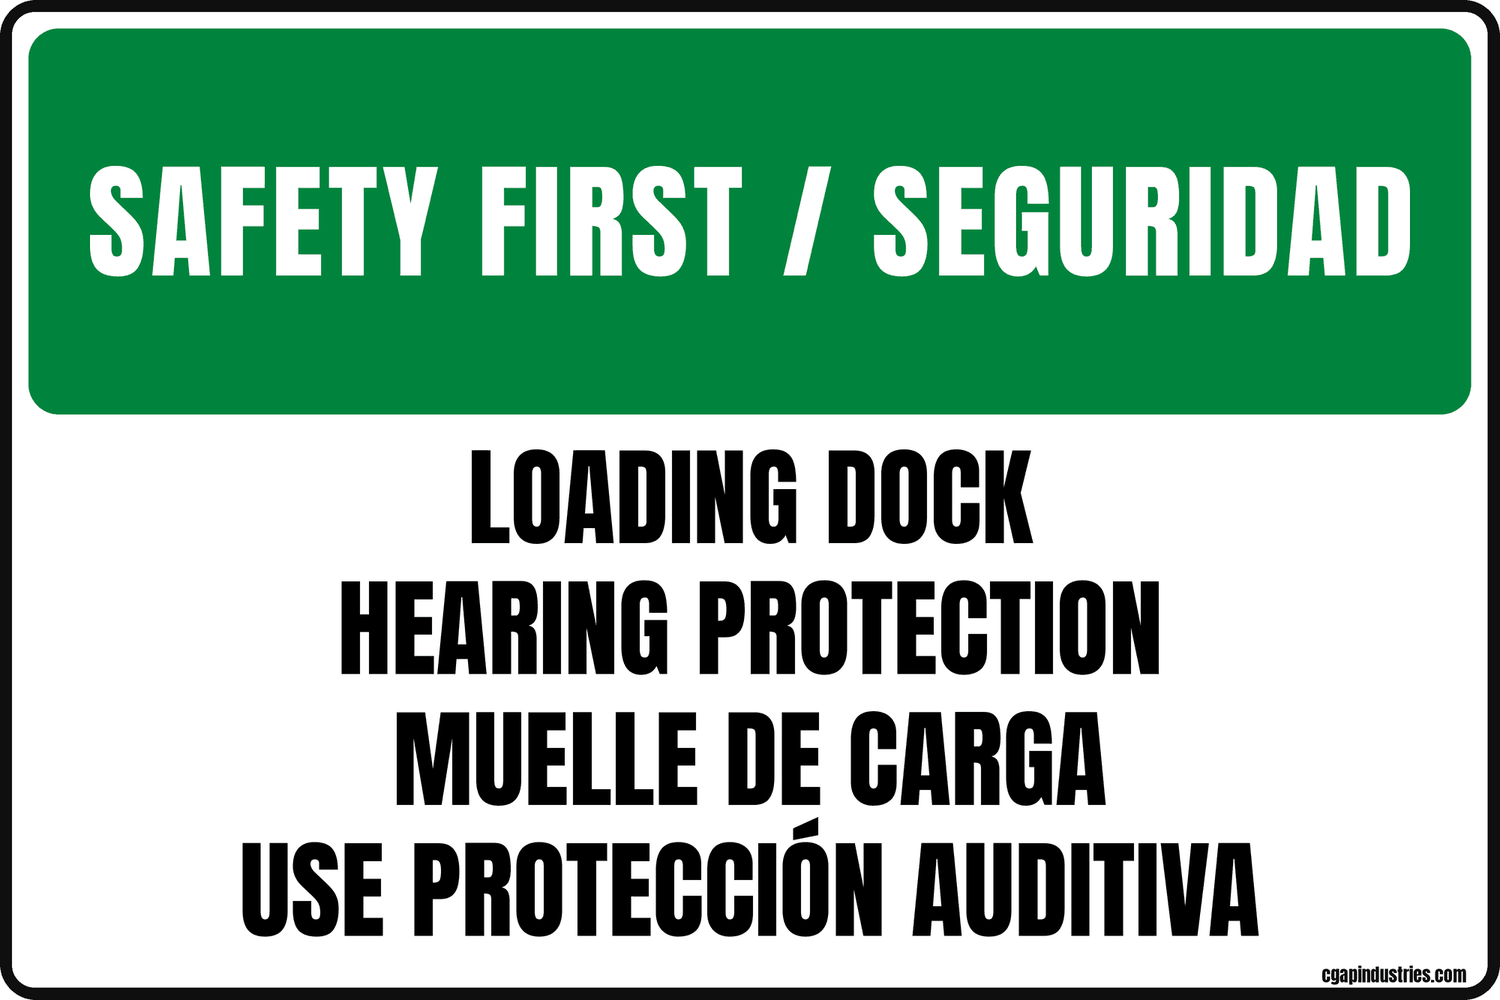 SAFETY FIRST / SEGURIDAD
LOADING DOCK
HEARING PROTECTION
MUELLE DE CARGA
USE PROTECCIÓN AUDITIVA
cgapindustries.com